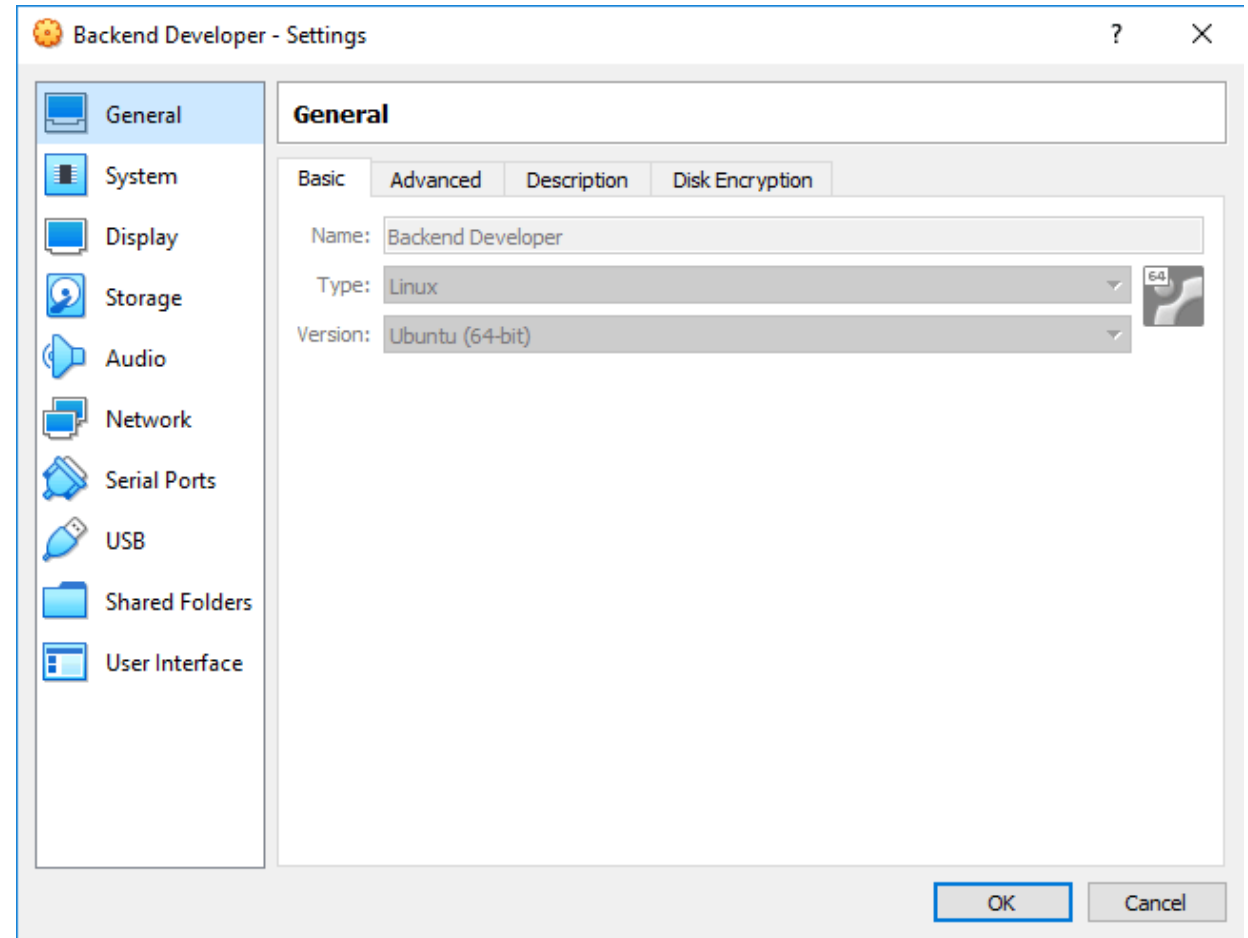 Backend Developer - Settings
?
General
System
Display
Storage
Audio
Network
Serial Ports
USB
Shared Folders
User Interface
General
Basic Advanced Description Disk Encryption
Name: Backend Developer
Type: Linux
64
Version: Ubuntu (64-bit)
OK Cancel